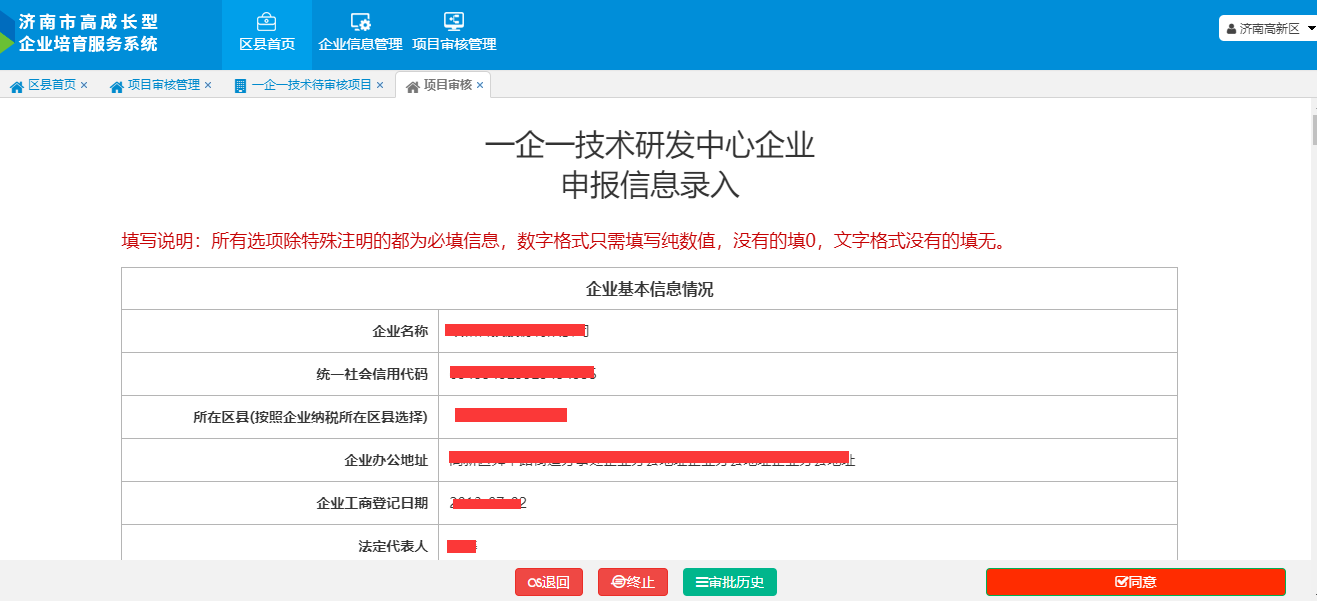 济南市高成长型
企业培育服务系统
区县首页
企业信息管理
项目审核管理
济南高新区
区县首页 ×
项目审核管理 ×
一企一技术待审核项目 ×
项目审核 ×
一企一技术研发中心企业
申报信息录入
填写说明：所有选项除特殊注明的都为必填信息，数字格式只需填写纯数值，没有的填0，文字格式没有的填无。
企业基本信息情况
企业名称
统一社会信用代码
所在区县(按照企业纳税所在区县选择)
企业办公地址
企业工商登记日期
法定代表人
退回
终止
审批历史
同意